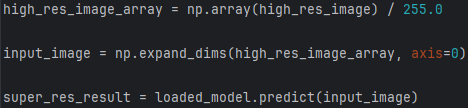 high_res_image_array = np.array(high_res_image) / 255.0
input_image = np.expand_dims(high_res_image_array, axis=0)
super_res_result = loaded_model.predict(input_image)